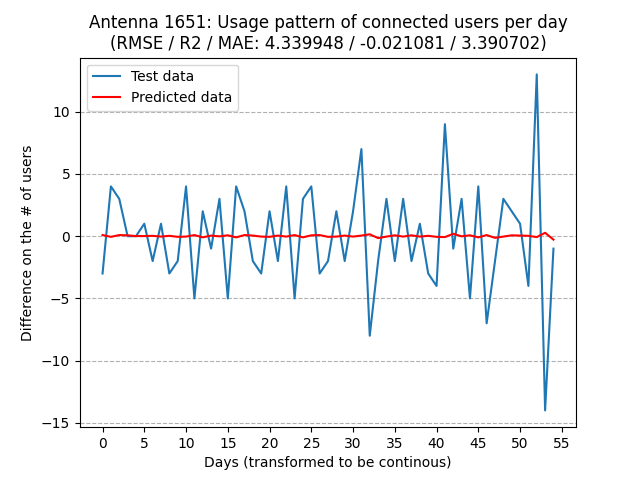 Antenna 1651: Usage pattern of connected users per day
(RMSE / R2 / MAE: 4.339948 / -0.021081 / 3.390702)
Test data
Predicted data
10
5
0
−5
−10
−15
Difference on the # of users
0 5 10 15 20 25 30 35 40 45 50 55
Days (transformed to be continous)